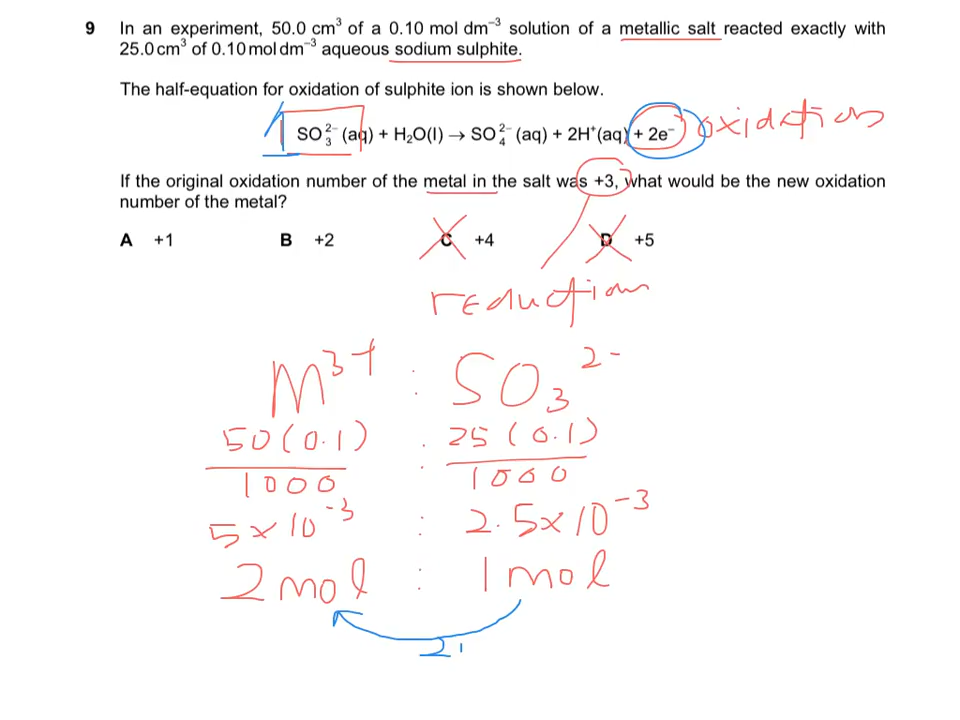 9 In an experiment, 50.0 cm³ of a 0.10 mol dm⁻³ solution of a metallic salt reacted exactly with
25.0 cm³ of 0.10 mol dm⁻³ aqueous sodium sulphite.
The half-equation for oxidation of sulphite ion is shown below.
1 SO₃²⁻ (aq) + H₂O(l) → SO₄²⁻ (aq) + 2H⁺(aq) + 2e⁻ oxidation
If the original oxidation number of the metal in the salt was +3, what would be the new oxidation
number of the metal?
A +1 B +2 C +4 D +5
reduction
M³⁺ : SO₃²⁻
50(0.1) : 25(0.1)
1000 1000
5×10⁻³ : 2.5×10⁻³
2 mol : 1 mol
2